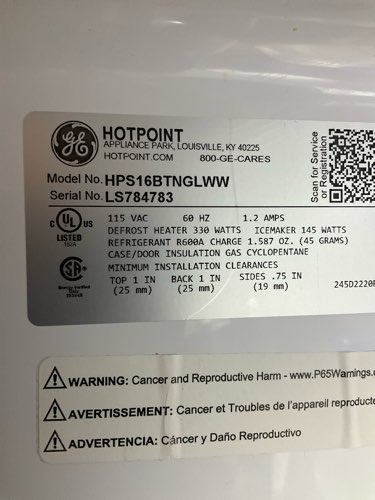 HOTPOINT
APPLIANCE PARK, LOUISVILLE, KY 40225
HOTPOINT.COM 800-GE-CARES
Scan for Service
or Registration
Model No. HPS16BTNGLWW
Serial No. LS784783
C UL US
LISTED
115 VAC 60 HZ 1.2 AMPS
DEFROST HEATER 330 WATTS ICEMAKER 145 WATTS
REFRIGERANT R600A CHARGE 1.587 OZ. (45 GRAMS)
CASE/DOOR INSULATION GAS CYCLOPENTANE
MINIMUM INSTALLATION CLEARANCES
TOP 1 IN BACK 1 IN SIDES .75 IN
(25 mm) (25 mm) (19 mm)
245D2220P
WARNING: Cancer and Reproductive Harm - www.P65Warnings.c
AVERTISSEMENT: Cancer et Troubles de l'appareil reproducte
ADVERTENCIA: Cáncer y Daño Reproductivo